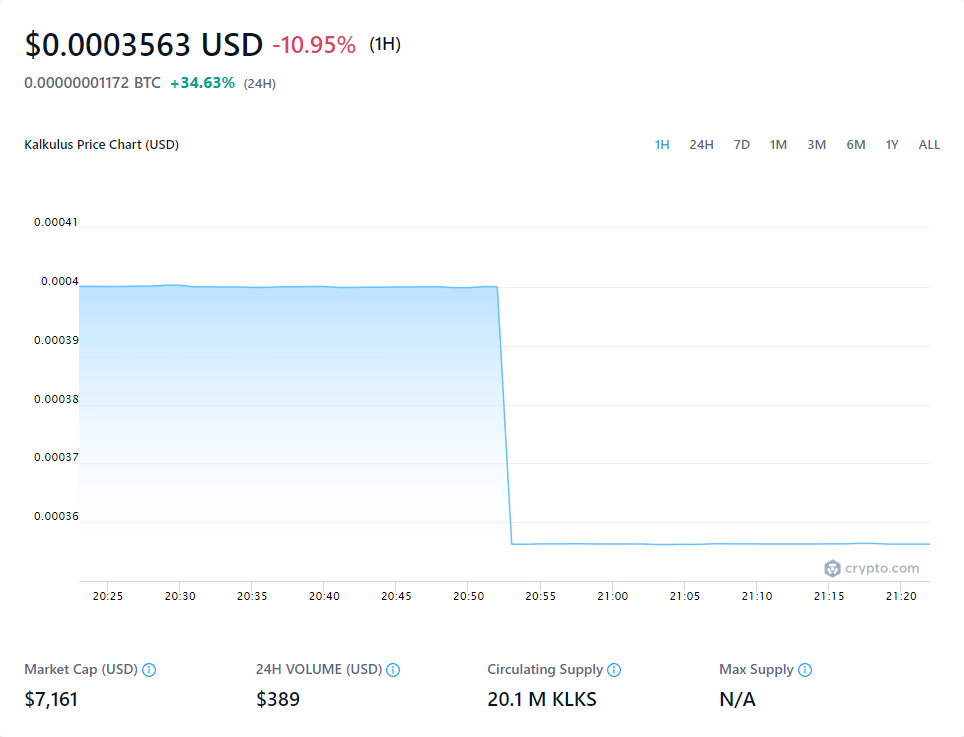 $0.0003563 USD -10.95% (1H)
0.00000001172 BTC +34.63% (24H)
Kalkulus Price Chart (USD) 1H 24H 7D 1M 3M 6M 1Y ALL
0.00041
0.0004
0.00039
0.00038
0.00037
0.00036
crypto.com
20:25 20:30 20:35 20:40 20:45 20:50 20:55 21:00 21:05 21:10 21:15 21:20
Market Cap (USD) 24H VOLUME (USD) Circulating Supply Max Supply
$7,161 $389 20.1 M KLKS N/A